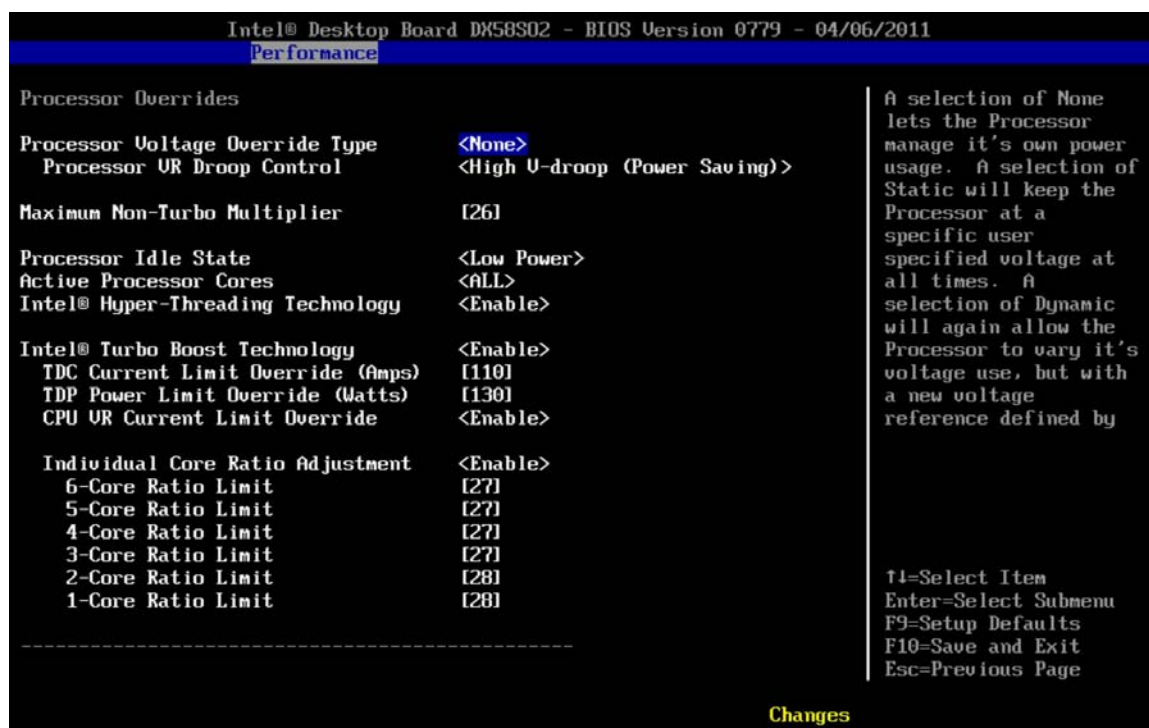 Intel® Desktop Board DX58SO2 - BIOS Version 0779 - 04/06/2011
Performance
Processor Overrides
Processor Voltage Override Type <None>
Processor VR Droop Control <High V-droop (Power Saving)>
Maximum Non-Turbo Multiplier [26]
Processor Idle State <Low Power>
Active Processor Cores <ALL>
Intel® Hyper-Threading Technology <Enable>
Intel® Turbo Boost Technology <Enable>
TDC Current Limit Override (Amps) [110]
TDP Power Limit Override (Watts) [130]
CPU VR Current Limit Override <Enable>
Individual Core Ratio Adjustment <Enable>
6-Core Ratio Limit [27]
5-Core Ratio Limit [27]
4-Core Ratio Limit [27]
3-Core Ratio Limit [27]
2-Core Ratio Limit [28]
1-Core Ratio Limit [28]
------------------------------------------------
A selection of None
lets the Processor
manage it's own power
usage. A selection of
Static will keep the
Processor at a
specific user
specified voltage at
all times. A
selection of Dynamic
will again allow the
Processor to vary it's
voltage use, but with
a new voltage
reference defined by
↑↓=Select Item
Enter=Select Submenu
F9=Setup Defaults
F10=Save and Exit
Esc=Previous Page
Changes